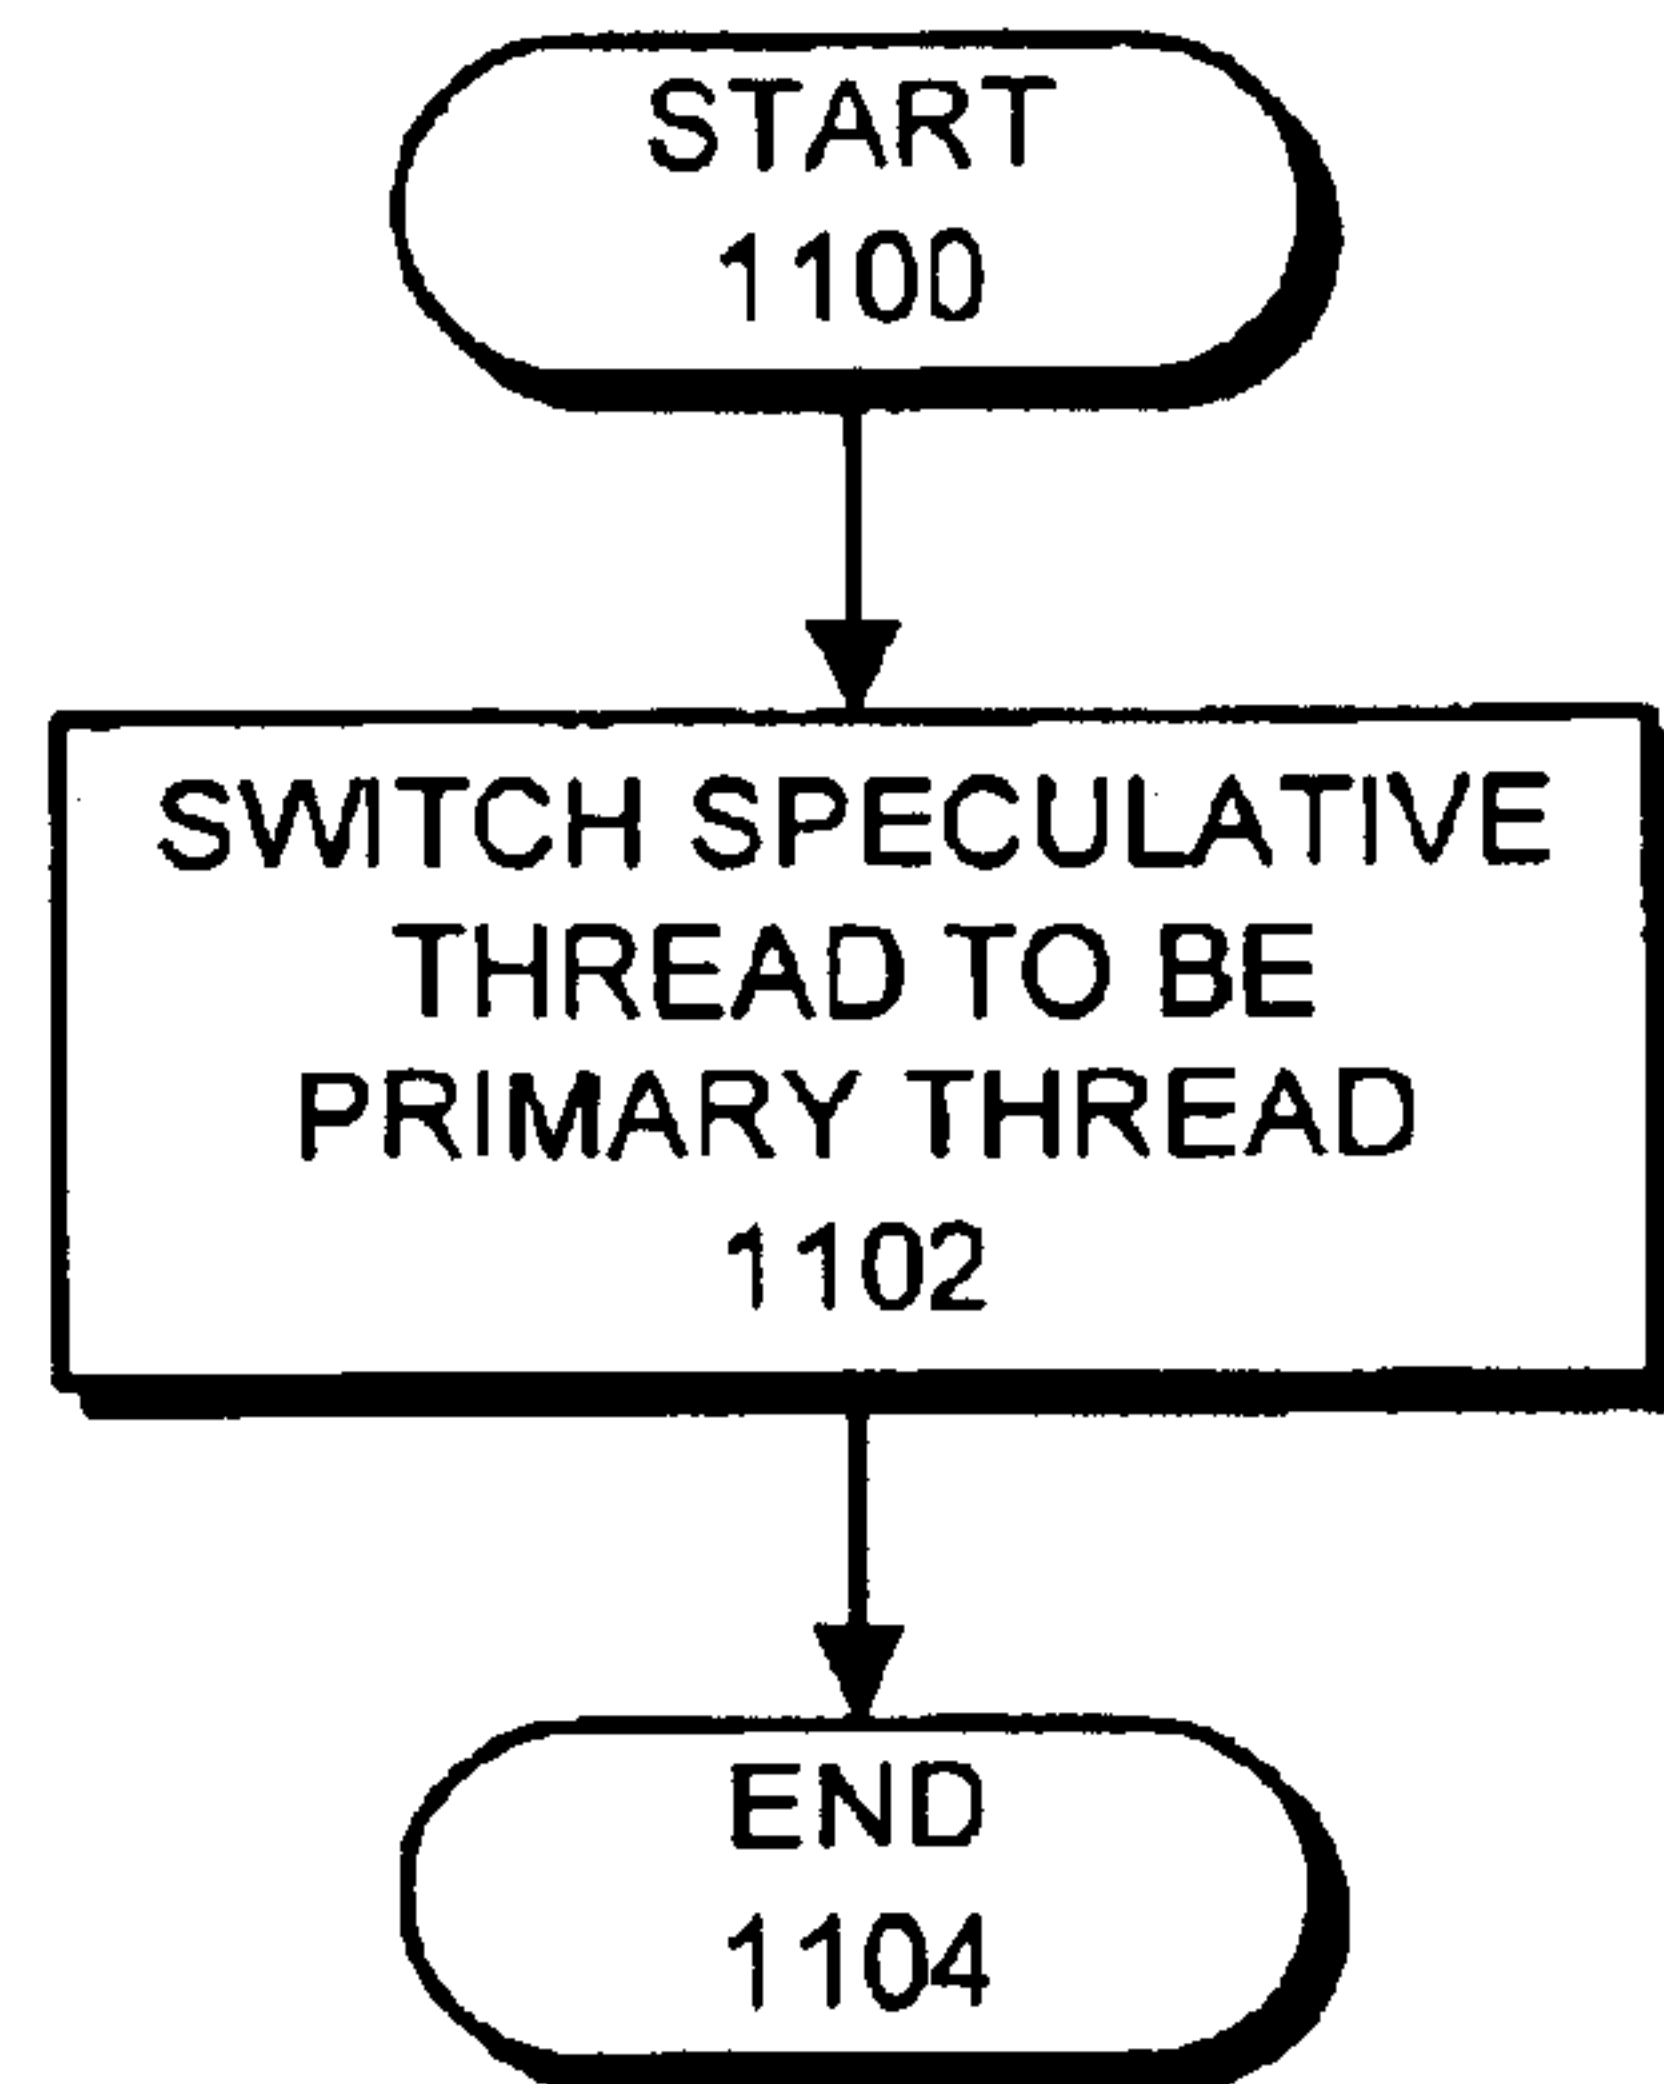 START
1100
SWITCH SPECULATIVE
THREAD TO BE
PRIMARY THREAD
1102
END
1104